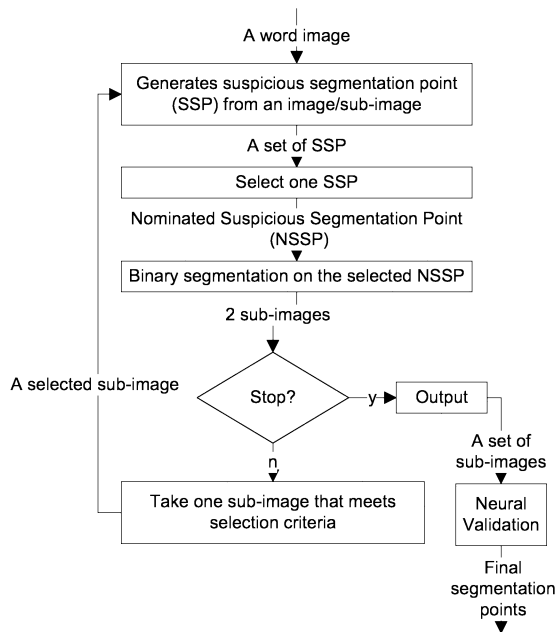 A word image
Generates suspicious segmentation point
(SSP) from an image/sub-image
A set of SSP
Select one SSP
Nominated Suspicious Segmentation Point
(NSSP)
Binary segmentation on the selected NSSP
2 sub-images
A selected sub-image
Stop?
y
Output
n
A set of
sub-images
Take one sub-image that meets
selection criteria
Neural
Validation
Final
segmentation
points